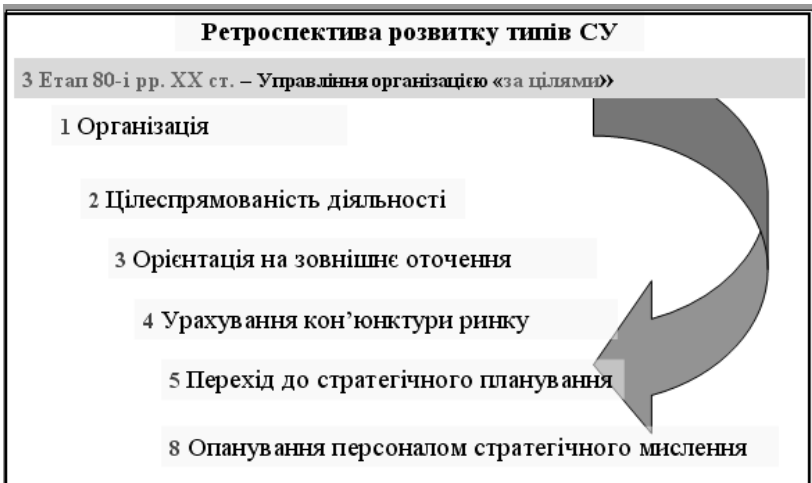 Ретроспектива розвитку типів СУ
3 Етап 80-і рр. ХХ ст. – Управління організацією «за цілями»
1 Організація
2 Цілеспрямованість діяльності
3 Орієнтація на зовнішнє оточення
4 Урахування кон’юнктури ринку
5 Перехід до стратегічного планування
8 Опанування персоналом стратегічного мислення